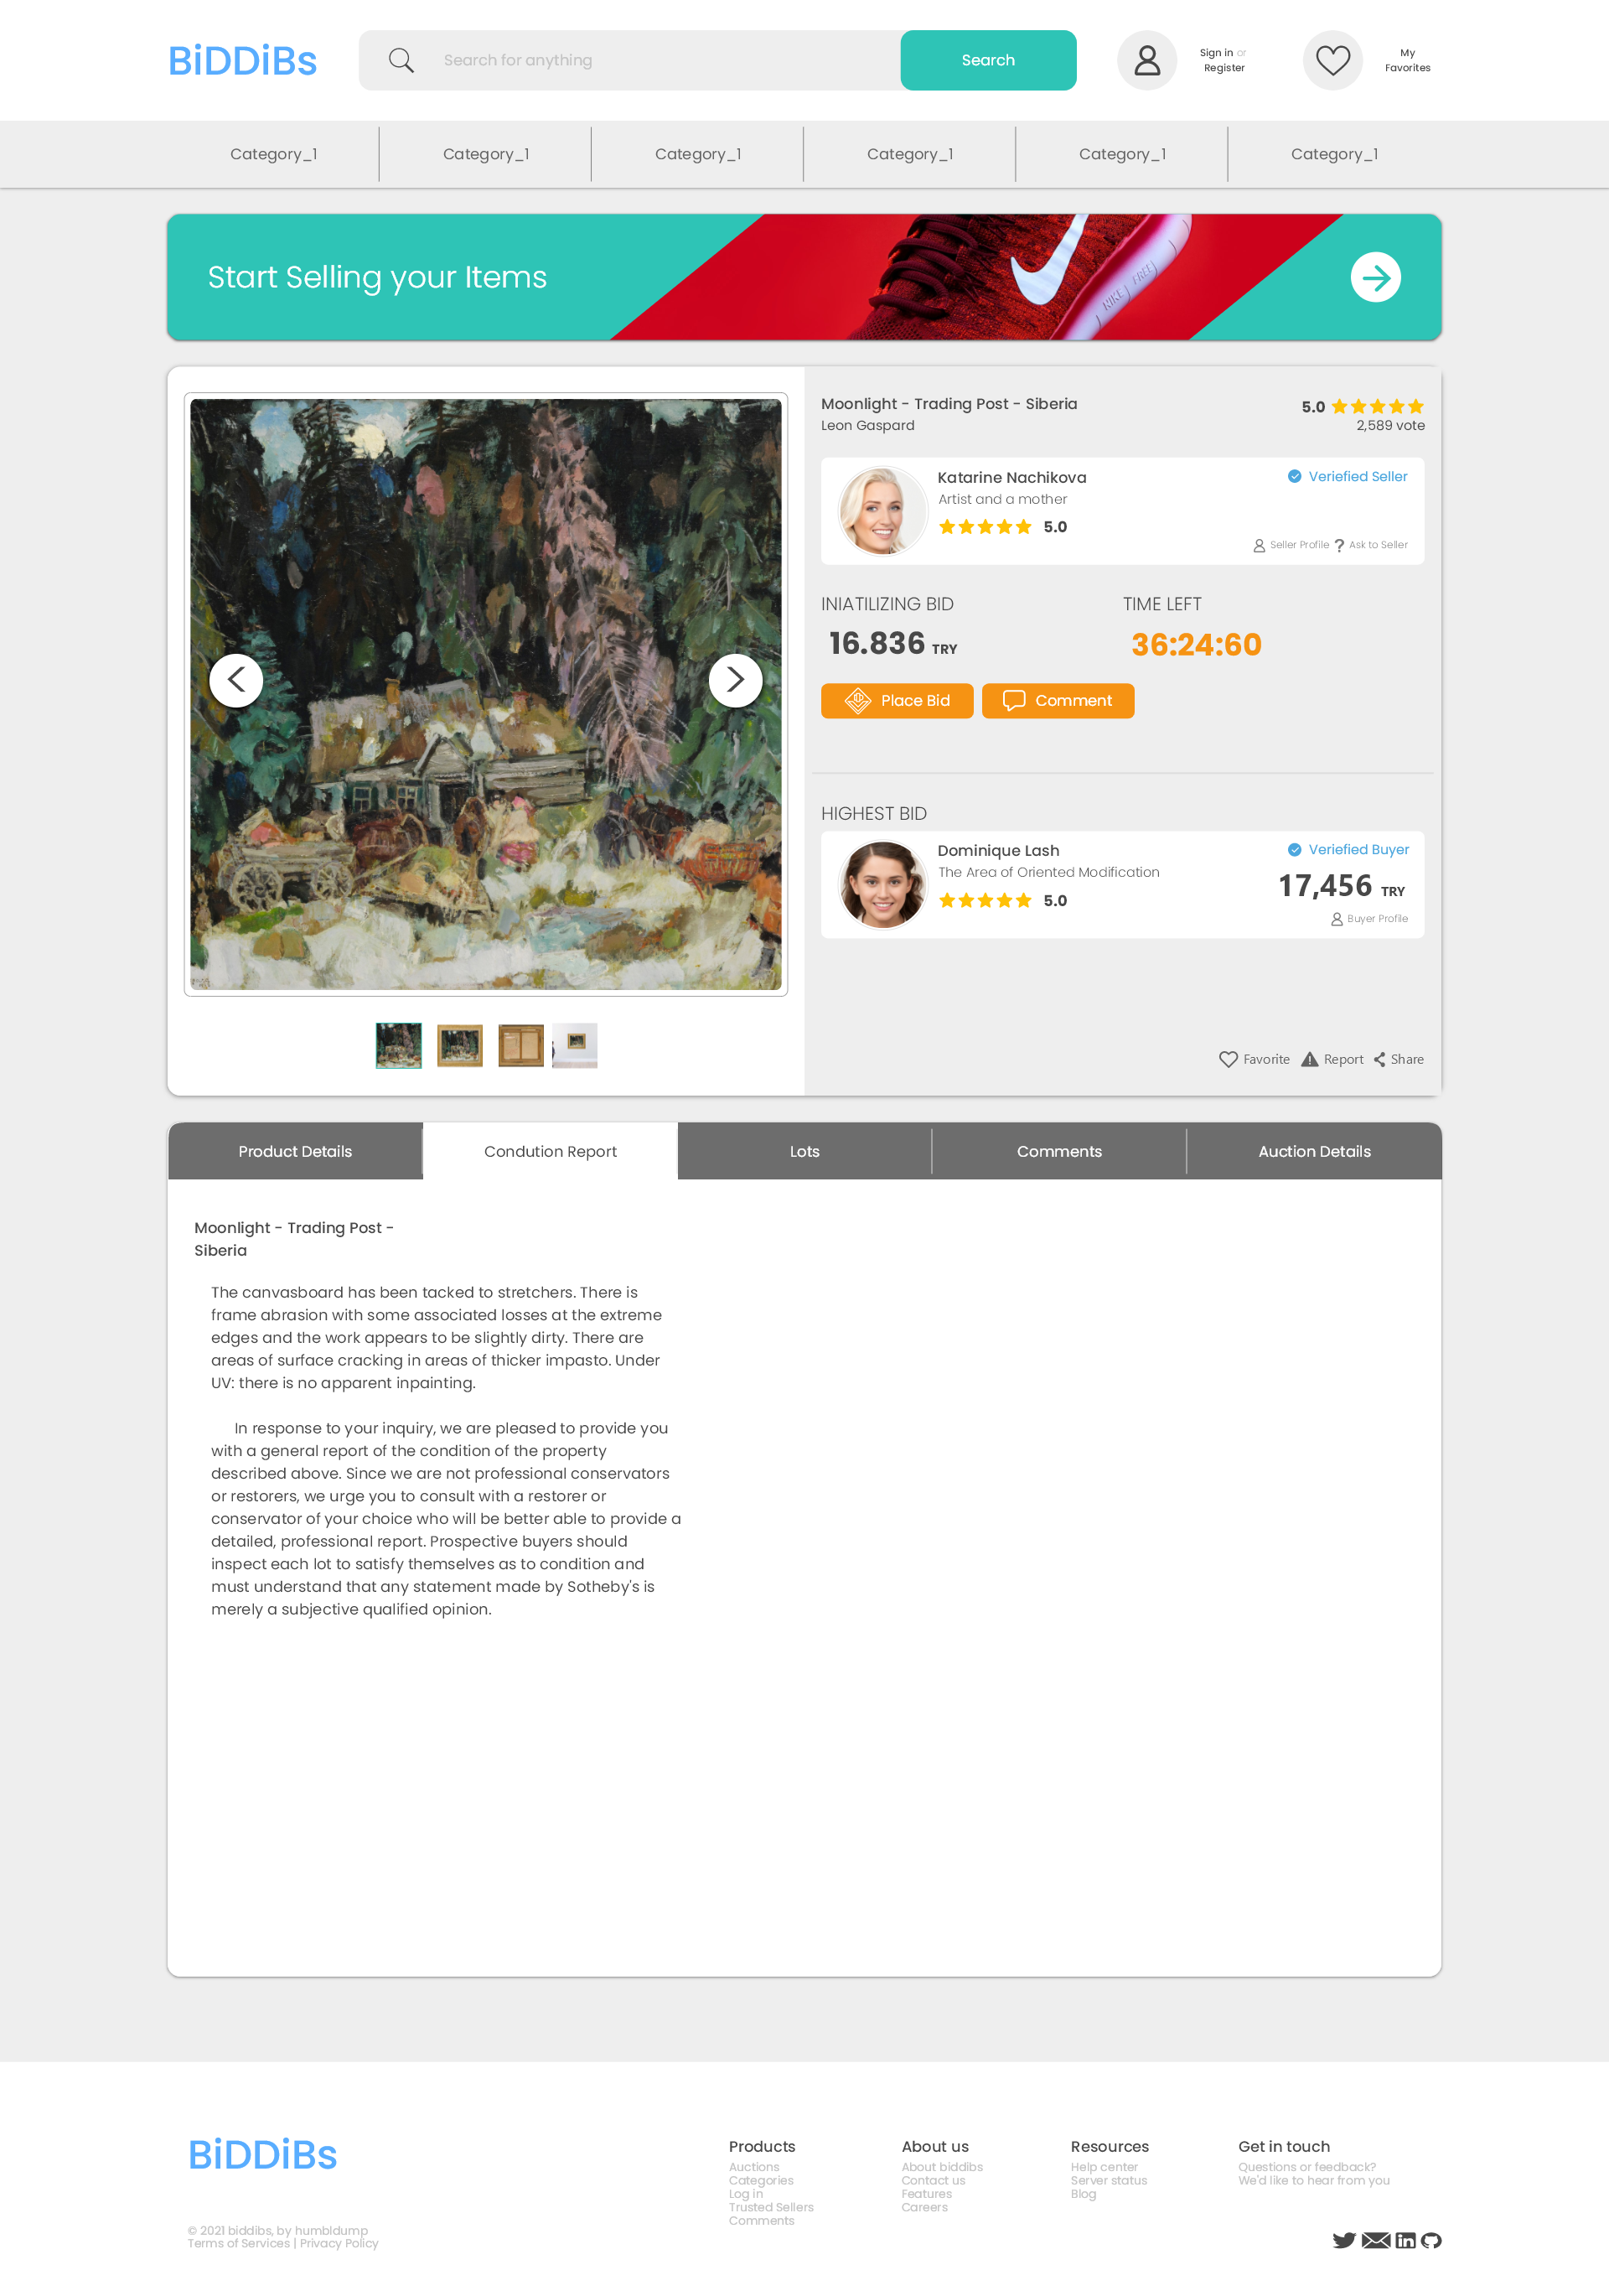 BiDDiBs
Search for anything
Search
Sign in or
Register
My
Favorites
Category_1
Category_1
Category_1
Category_1
Category_1
Category_1
Start Selling your Items
NIKE FREE
Moonlight - Trading Post - Siberia
Leon Gaspard
5.0
2,589 vote
Katarine Nachikova
Artist and a mother
5.0
Veriefied Seller
Seller Profile
Ask to Seller
INIATILIZING BID
16.836 TRY
TIME LEFT
36:24:60
Place Bid
Comment
HIGHEST BID
Dominique Lash
The Area of Oriented Modification
5.0
Veriefied Buyer
17,456 TRY
Buyer Profile
Favorite
Report
Share
Product Details
Condution Report
Lots
Comments
Auction Details
Moonlight - Trading Post -
Siberia
The canvasboard has been tacked to stretchers. There is
frame abrasion with some associated losses at the extreme
edges and the work appears to be slightly dirty. There are
areas of surface cracking in areas of thicker impasto. Under
UV: there is no apparent inpainting.
In response to your inquiry, we are pleased to provide you
with a general report of the condition of the property
described above. Since we are not professional conservators
or restorers, we urge you to consult with a restorer or
conservator of your choice who will be better able to provide a
detailed, professional report. Prospective buyers should
inspect each lot to satisfy themselves as to condition and
must understand that any statement made by Sotheby's is
merely a subjective qualified opinion.
BiDDiBs
© 2021 biddibs, by humbldump
Terms of Services | Privacy Policy
Products
Auctions
Categories
Log in
Trusted Sellers
Comments
About us
About biddibs
Contact us
Features
Careers
Resources
Help center
Server status
Blog
Get in touch
Questions or feedback?
We'd like to hear from you
in